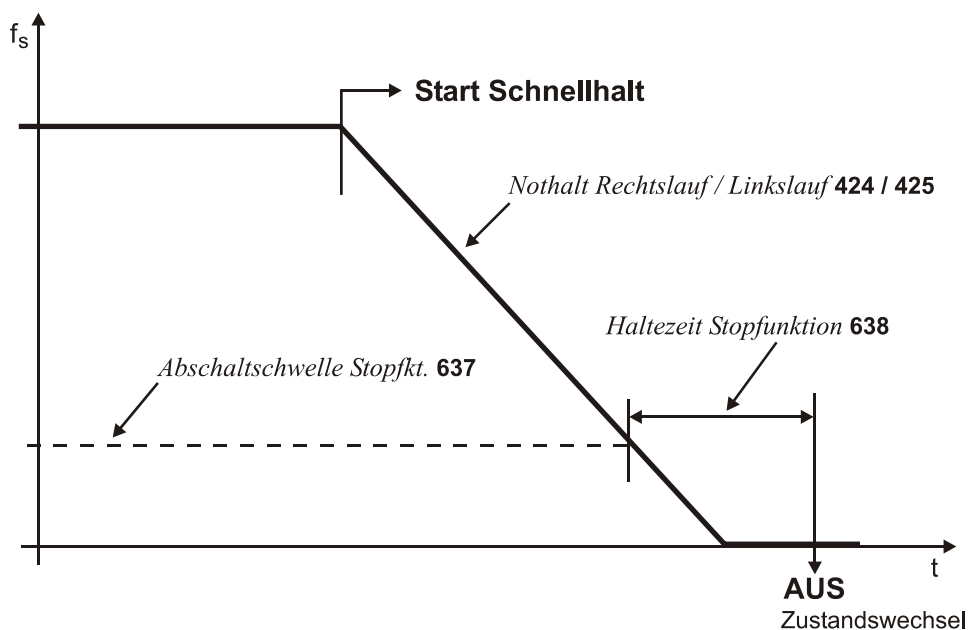 fs
Start Schnellhalt
Nothalt Rechtslauf / Linkslauf 424 / 425
Haltezeit Stopfunktion 638
Abschaltschwelle Stopfkt. 637
t
AUS
Zustandswechsel